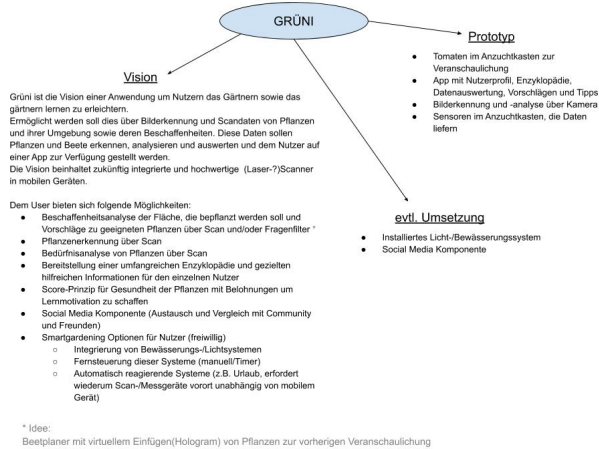 GRÜNI
Vision
Grüni ist die Vision einer Anwendung um Nutzern das Gärtnern sowie das
gärtnern lernen zu erleichtern.
Ermöglicht werden soll dies über Bilderkennung und Scandaten von Pflanzen
und ihrer Umgebung sowie deren Beschaffenheiten. Diese Daten sollen
Pflanzen und Beete erkennen, analysieren und auswerten und dem Nutzer auf
einer App zur Verfügung gestellt werden.
Die Vision beinhaltet zukünftig integrierte und hochwertige (Laser-?)Scanner
in mobilen Geräten.
Dem User bieten sich folgende Möglichkeiten:
● Beschaffenheitsanalyse der Fläche, die bepflanzt werden soll und
Vorschläge zu geeigneten Pflanzen über Scan und/oder Fragenfilter *
● Pflanzenerkennung über Scan
● Bedürfnisanalyse von Pflanzen über Scan
● Bereitstellung einer umfangreichen Enzyklopädie und gezielten
hilfreichen Informationen für den einzelnen Nutzer
● Score-Prinzip für Gesundheit der Pflanzen mit Belohnungen um
Lernmotivation zu schaffen
● Social Media Komponente (Austausch und Vergleich mit Community
und Freunden)
● Smartgardening Optionen für Nutzer (freiwillig)
○ Integrierung von Bewässerungs-/Lichtsystemen
○ Fernsteuerung dieser Systeme (manuell/Timer)
○ Automatisch reagierende Systeme (z.B. Urlaub, erfordert
wiederum Scan-/Messgeräte vorort unabhängig von mobilem
Gerät)
Prototyp
● Tomaten im Anzuchtkasten zur
Veranschaulichung
● App mit Nutzerprofil, Enzyklopädie,
Datenauswertung, Vorschlägen und Tipps
● Bilderkennung und -analyse über Kamera
● Sensoren im Anzuchtkasten, die Daten
liefern
evtl. Umsetzung
● Installiertes Licht-/Bewässerungssystem
● Social Media Komponente
* Idee:
Beetplaner mit virtuellem Einfügen(Hologram) von Pflanzen zur vorherigen Veranschaulichung